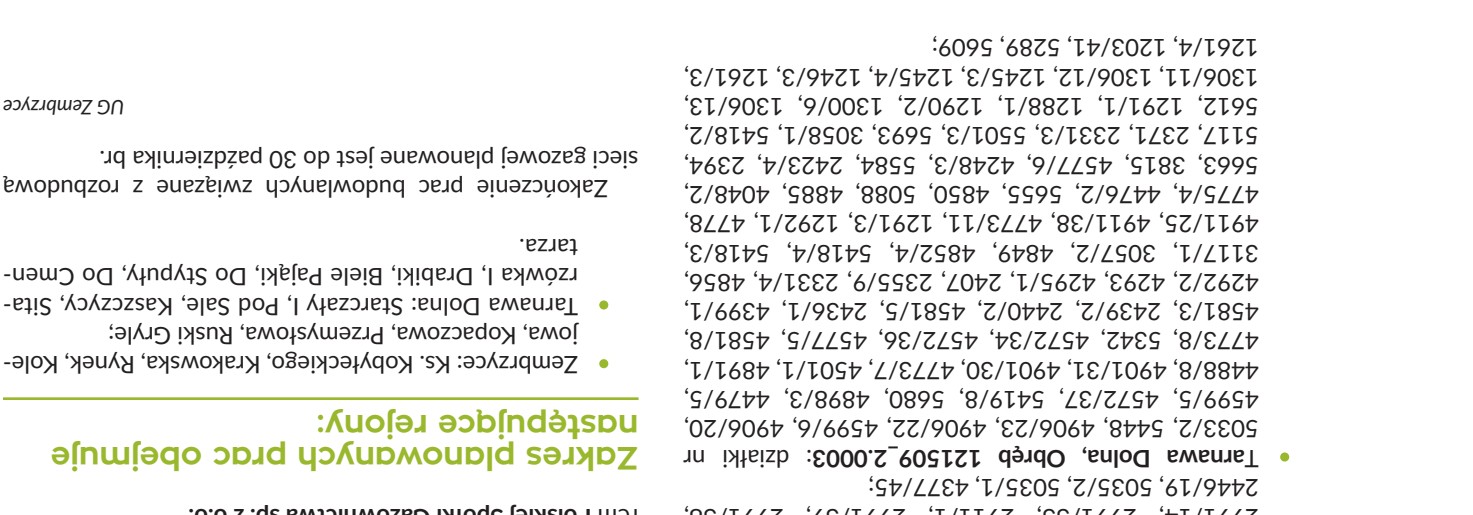 2446/19, 5035/2, 5035/1, 4377/45;
• Tarnawa Dolna, Obręb 121509_2.0003: działki nr
5033/2, 5448, 4906/23, 4906/22, 4599/6, 4906/20,
4599/5, 4572/37, 5419/8, 5680, 4898/3, 4479/5,
4488/8, 4901/31, 4901/30, 4773/7, 4501/1, 4891/1,
4773/8, 5342, 4572/34, 4572/36, 4577/5, 4581/8,
4581/3, 2439/2, 2440/2, 4581/5, 2436/1, 4399/1,
4292/2, 4293, 4295/1, 2407, 2355/9, 2331/4, 4856,
3117/1, 3057/2, 4849, 4852/4, 5418/4, 5418/3,
4911/25, 4911/38, 4773/11, 1291/3, 1292/1, 4778,
4775/4, 4476/2, 5655, 4850, 5088, 4885, 4048/2,
5663, 3815, 4577/6, 4248/3, 5584, 2423/4, 2394,
5117, 2371, 2331/3, 5501/3, 5693, 3058/1, 5418/2,
5612, 1291/1, 1288/1, 1290/2, 1300/6, 1306/13,
1306/11, 1306/12, 1245/3, 1245/4, 1246/3, 1261/3,
1261/4, 1203/41, 5289, 5609;
Polskiej Spółki Gazownictwa sp. z o.o.
Zakres planowanych prac obejmuje
następujące rejony:
• Zembrzyce: Ks. Kobyłeckiego, Krakowska, Rynek, Kole-
jowa, Kopaczowa, Przemysłowa, Ruski Gryle;
• Tarnawa Dolna: Starczały I, Pod Sałe, Kaszczycy, Sita-
rzówka I, Drabiki, Biele Pająki, Do Stypuły, Do Cmen-
tarza.
Zakończenie prac budowlanych związane z rozbudową
sieci gazowej planowane jest do 30 października br.
UG Zembrzyce